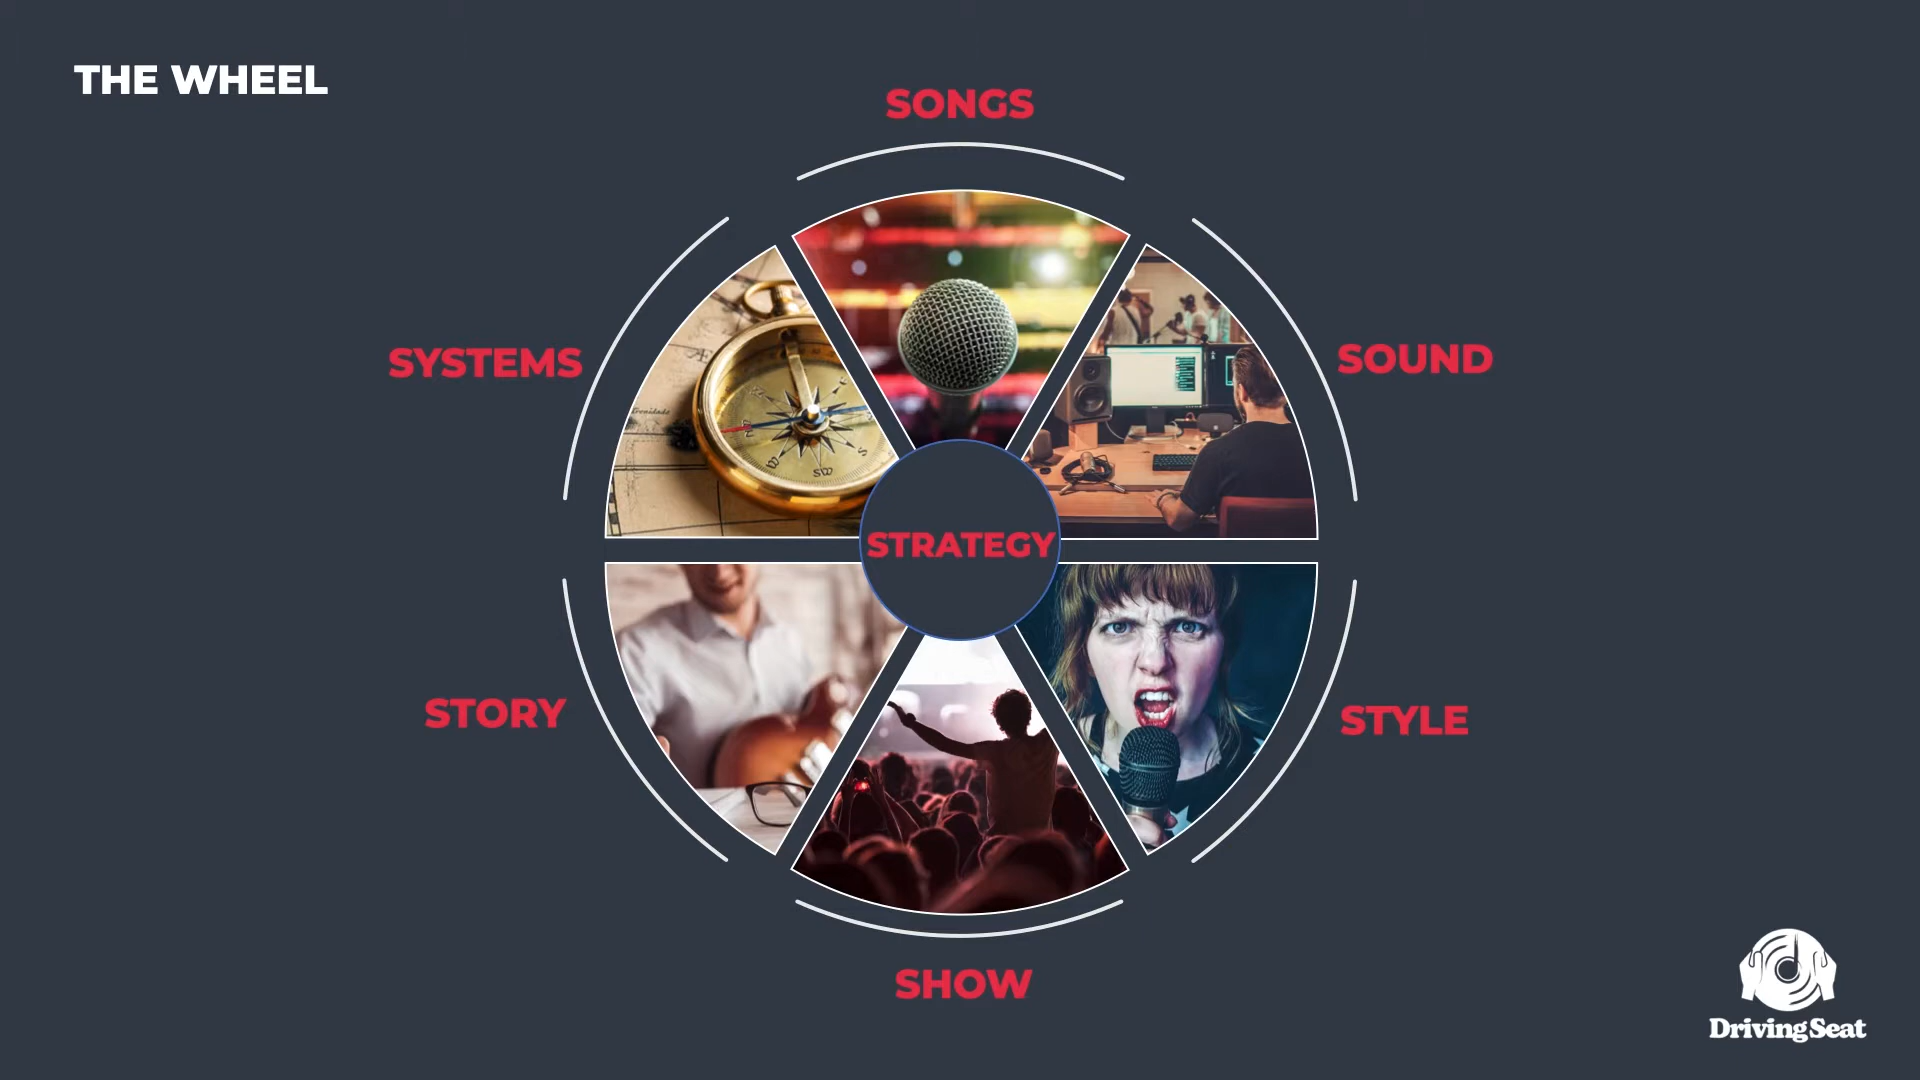 THE WHEEL
SONGS
SYSTEMS
SOUND
STRATEGY
STORY
STYLE
SHOW
DrivingSeat